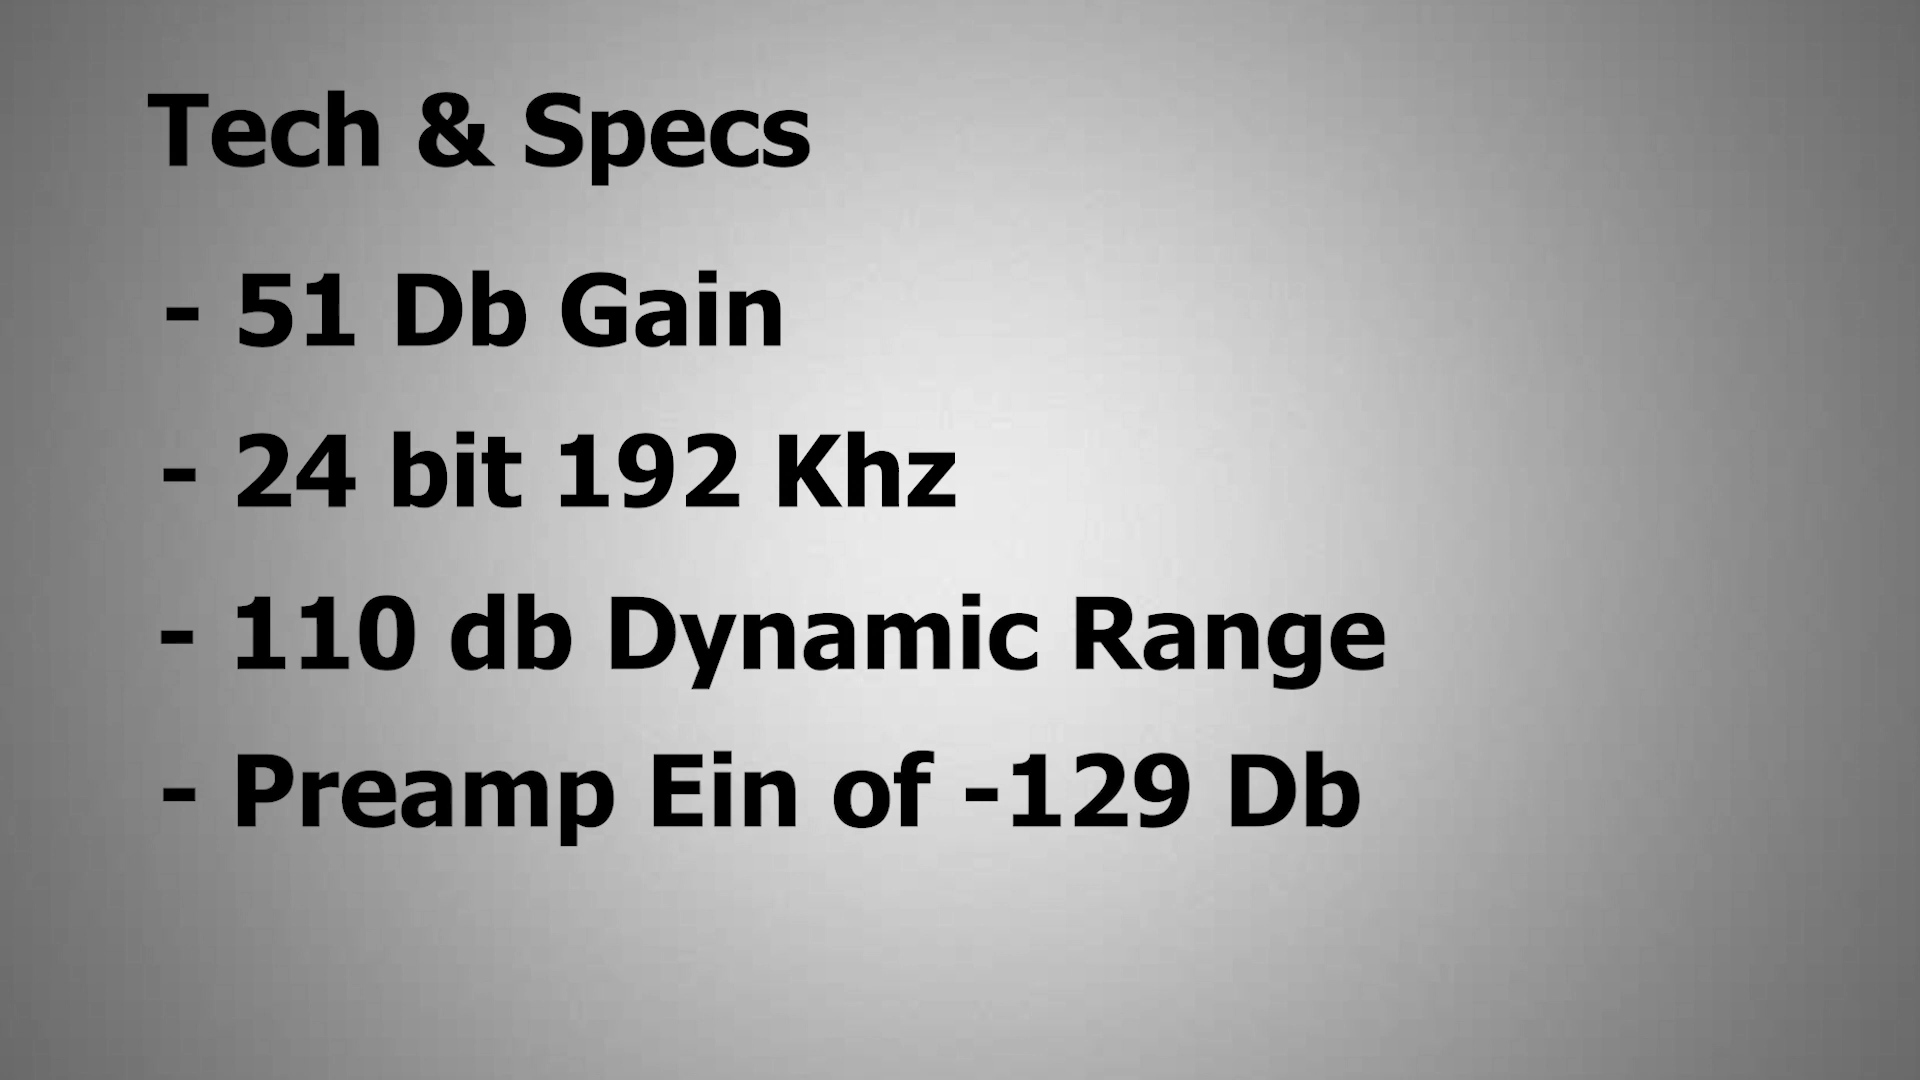 Tech & Specs
- 51 Db Gain
- 24 bit 192 Khz
- 110 db Dynamic Range
- Preamp Ein of -129 Db